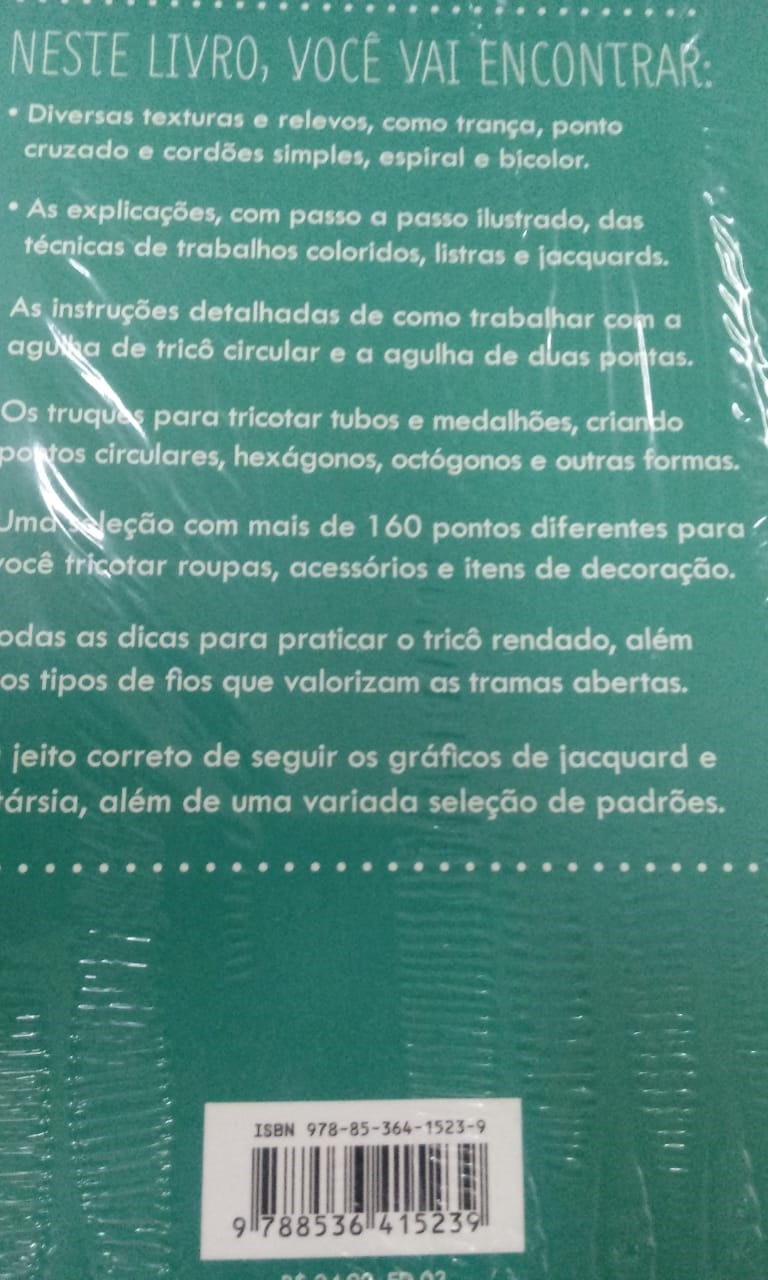 NESTE LIVRO, VOCÊ VAI ENCONTRAR:
• Diversas texturas e relevos, como trança, ponto
cruzado e cordões simples, espiral e bicolor.
• As explicações, com passo a passo ilustrado, das
técnicas de trabalhos coloridos, listras e jacquards.
As instruções detalhadas de como trabalhar com a
agulha de tricô circular e a agulha de duas pontas.
Os truques para tricotar tubos e medalhões, criando
pontos circulares, hexágonos, octógonos e outras formas.
Uma seleção com mais de 160 pontos diferentes para
você tricotar roupas, acessórios e itens de decoração.
odas as dicas para praticar o tricô rendado, além
os tipos de fios que valorizam as tramas abertas.
jeito correto de seguir os gráficos de jacquard e
társia, além de uma variada seleção de padrões.
ISBN 978-85-364-1523-9
9 788536 415239